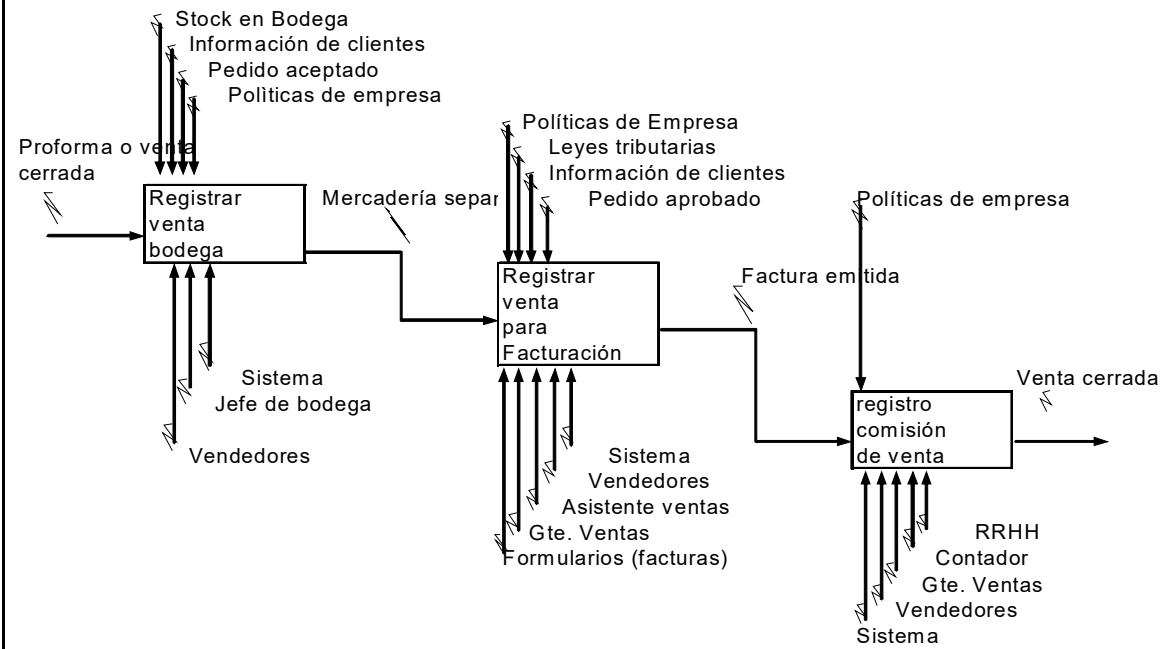 Stock en Bodega
Información de clientes
Pedido aceptado
Polìticas de empresa
Proforma o venta
cerrada
Registrar
venta
bodega
Mercadería separ
Sistema
Jefe de bodega
Vendedores
Políticas de Empresa
Leyes tributarias
Información de clientes
Pedido aprobado
Registrar
venta
para
Facturación
Factura emitida
Sistema
Vendedores
Asistente ventas
Gte. Ventas
Formularios (facturas)
Políticas de empresa
registro
comisión
de venta
Venta cerrada
RRHH
Contador
Gte. Ventas
Vendedores
Sistema